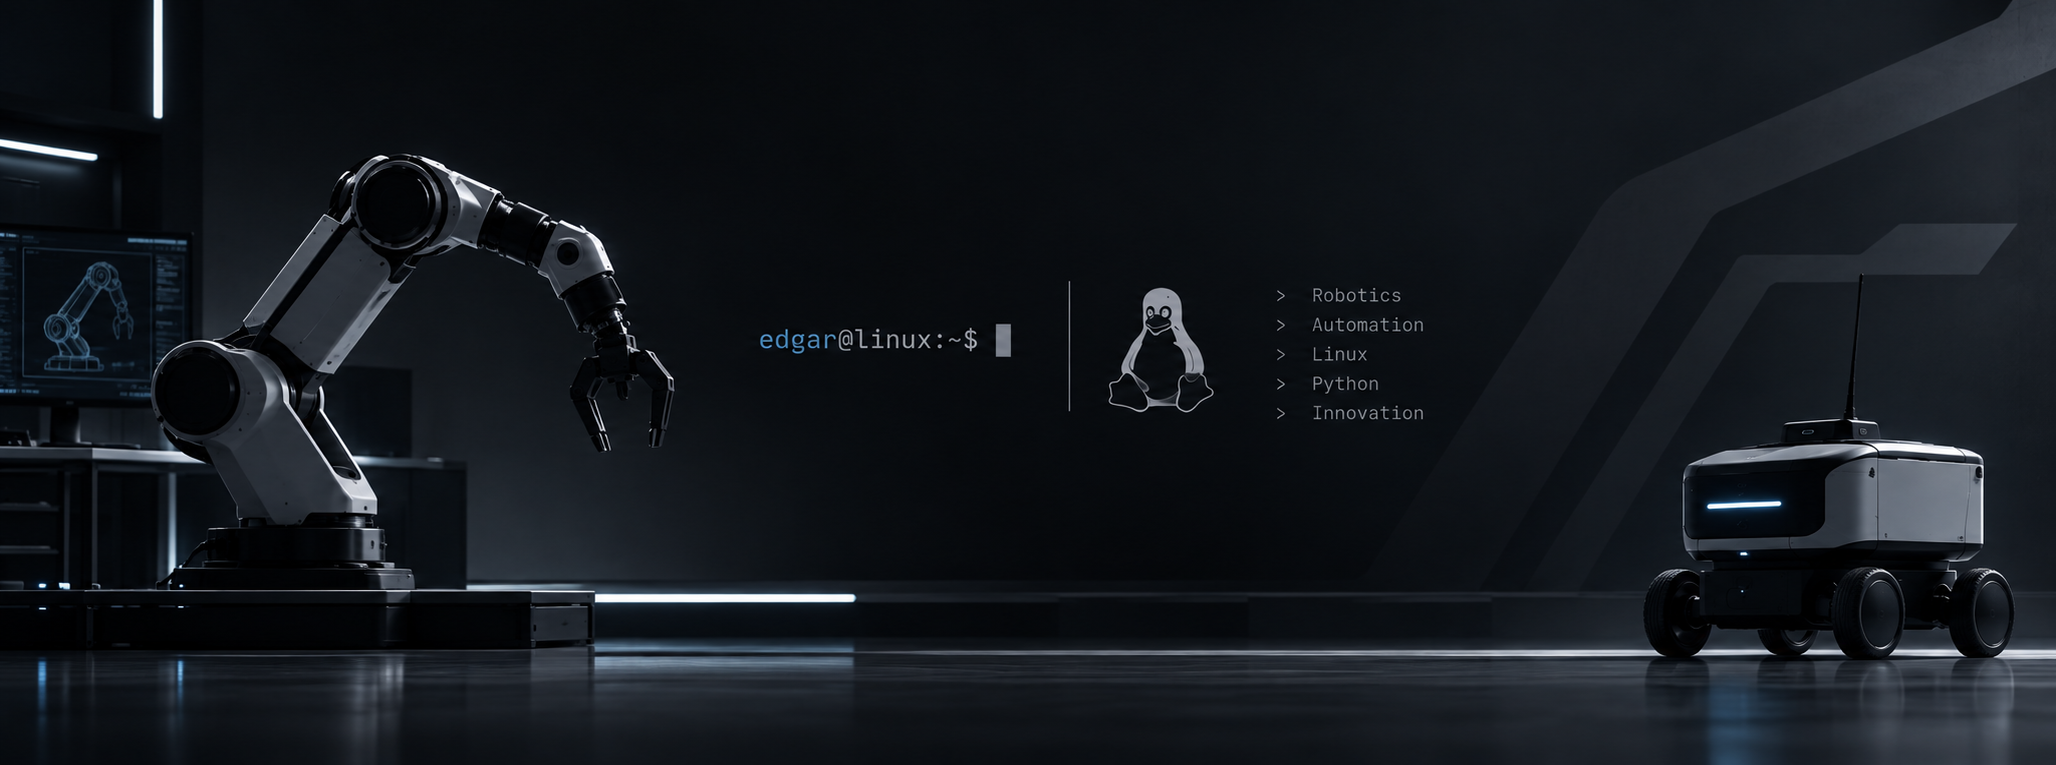 edgar@linux:~$
> Robotics
> Automation
> Linux
> Python
> Innovation